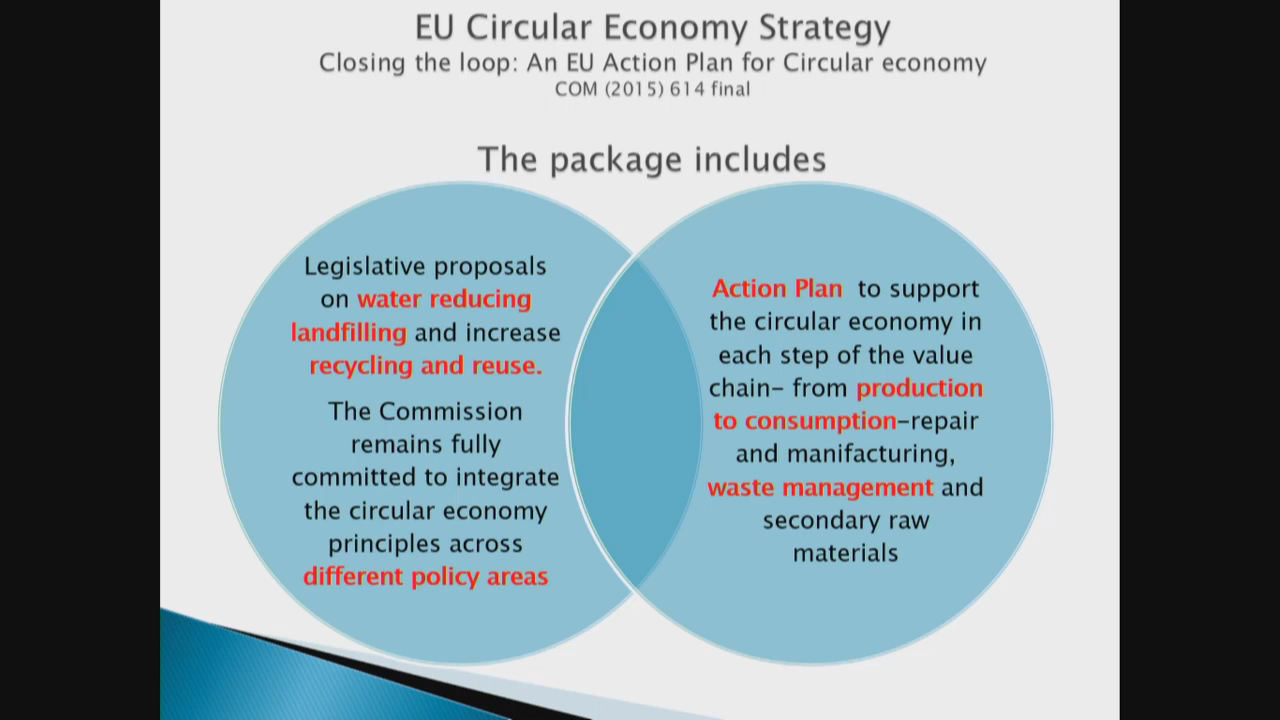 EU Circular Economy Strategy
Closing the loop: An EU Action Plan for Circular economy
COM (2015) 614 final
The package includes
Legislative proposals
on water reducing
landfilling and increase
recycling and reuse.
The Commission
remains fully
committed to integrate
the circular economy
principles across
different policy areas
Action Plan to support
the circular economy in
each step of the value
chain– from production
to consumption–repair
and manifacturing,
waste management and
secondary raw
materials